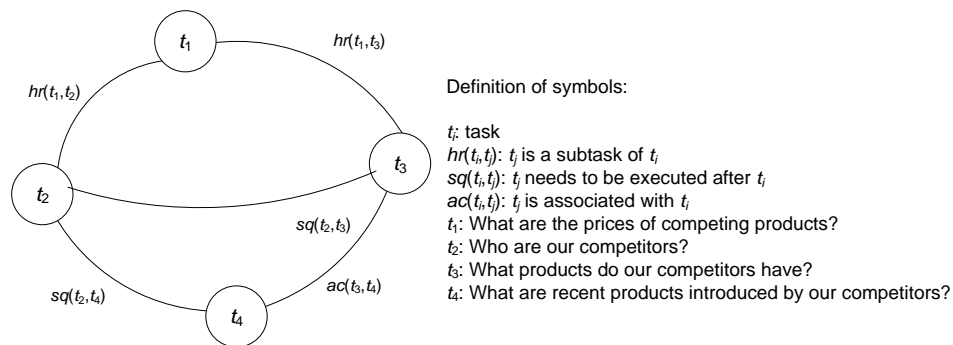 t1
hr(t1,t3)
hr(t1,t2)
t3
t2
sq(t2,t3)
sq(t2,t4)
ac(t3,t4)
t4
Definition of symbols:
ti: task
hr(ti,tj): tj is a subtask of ti
sq(ti,tj): tj needs to be executed after ti
ac(ti,tj): tj is associated with ti
t1: What are the prices of competing products?
t2: Who are our competitors?
t3: What products do our competitors have?
t4: What are recent products introduced by our competitors?